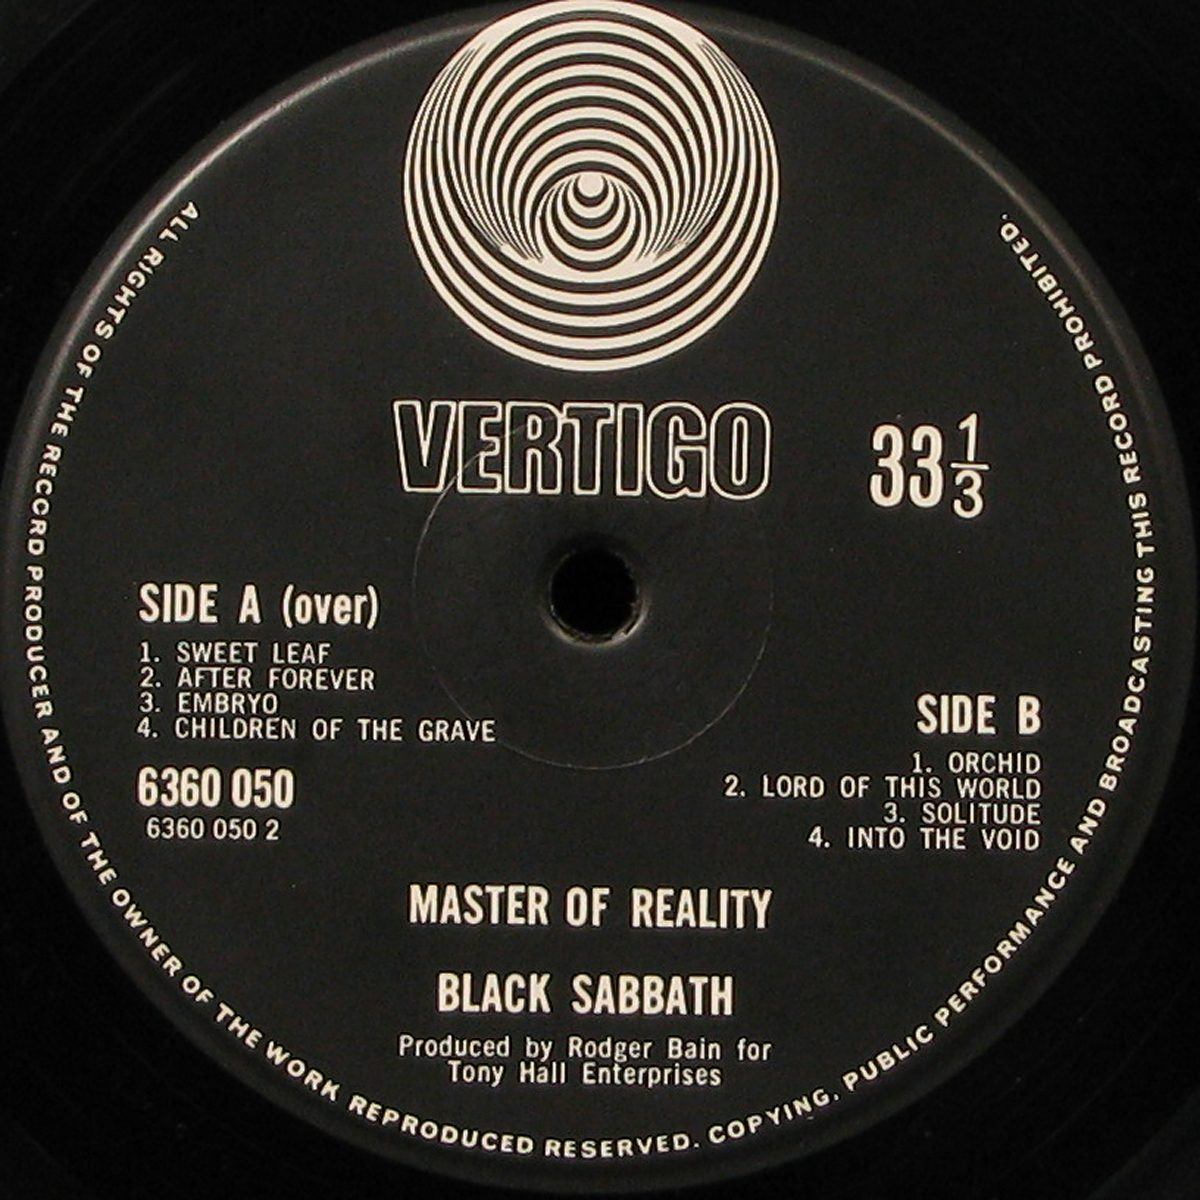 VERTIGO
33 1/3
SIDE A (over)
1. SWEET LEAF
2. AFTER FOREVER
3. EMBRYO
4. CHILDREN OF THE GRAVE
6360 050
6360 050 2
SIDE B
1. ORCHID
2. LORD OF THIS WORLD
3. SOLITUDE
4. INTO THE VOID
MASTER OF REALITY
BLACK SABBATH
Produced by Rodger Bain for
Tony Hall Enterprises
ALL RIGHTS OF THE RECCRD PRODUCER AND OF THE OWNER OF THE WORK REPRODUCED RESERVED. COPYING, PUBLIC PERFORMANCE AND BROADCASTING THIS RECORD PROHIBITED.